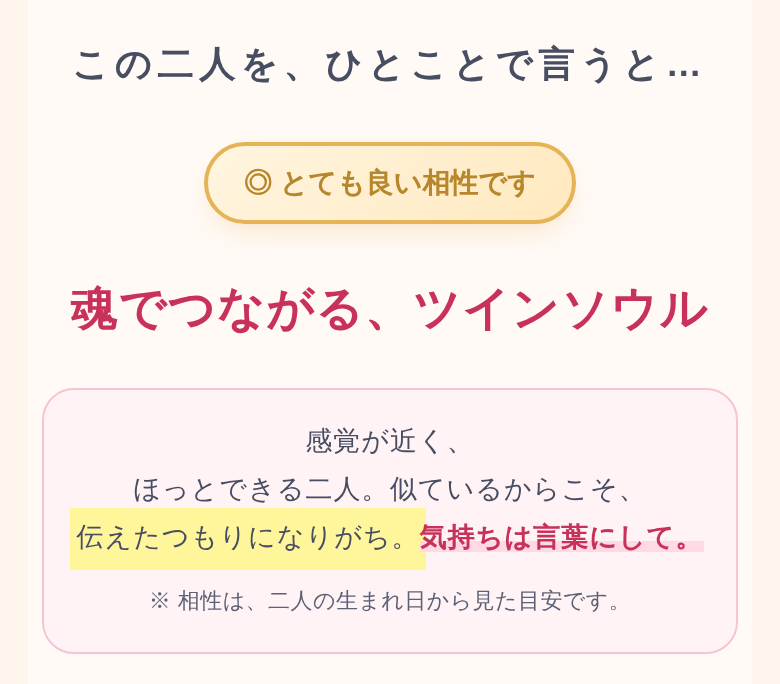 この二人を、ひとことで言うと…
◎ とても良い相性です
魂でつながる、ツインソウル
感覚が近く、
ほっとできる二人。似ているからこそ、
伝えたつもりになりがち。気持ちは言葉にして。
※ 相性は、二人の生まれ日から見た目安です。